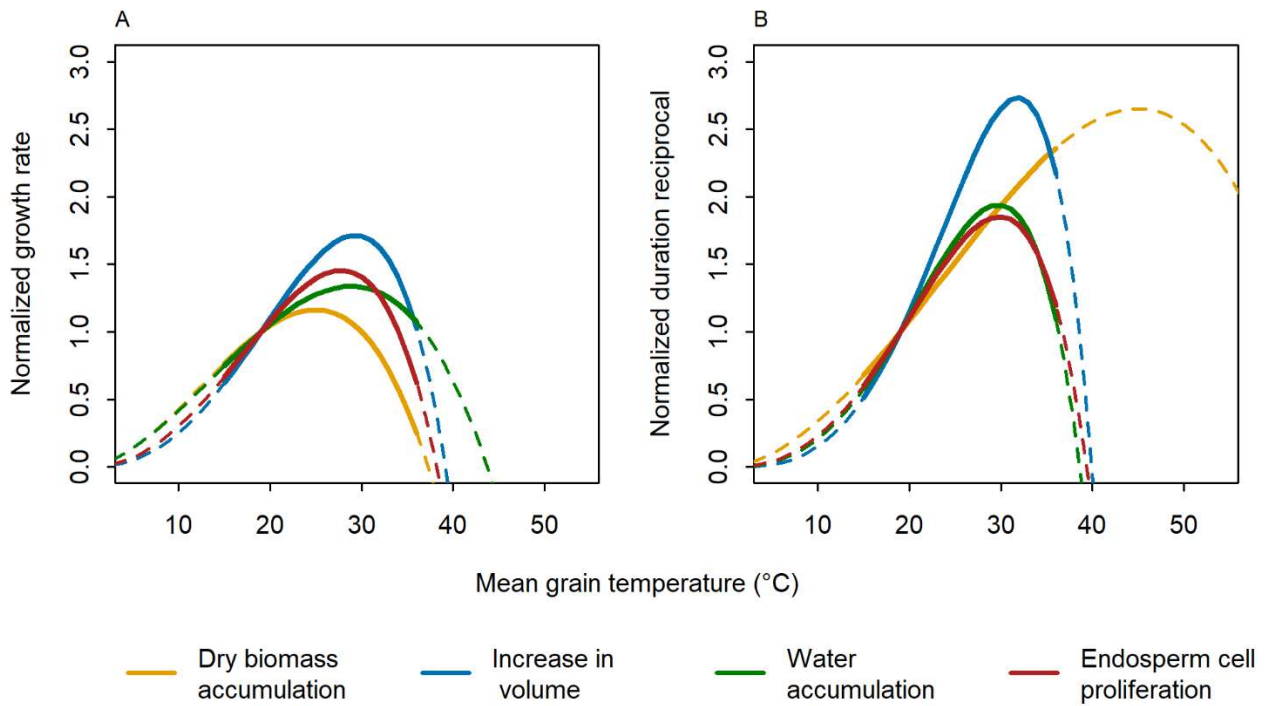 A
B
Normalized growth rate
3.0
2.5
2.0
1.5
1.0
0.5
0.0
10 20 30 40 50
Normalized duration reciprocal
3.0
2.5
2.0
1.5
1.0
0.5
0.0
10 20 30 40 50
Mean grain temperature (°C)
Dry biomass
accumulation
Increase in
volume
Water
accumulation
Endosperm cell
proliferation